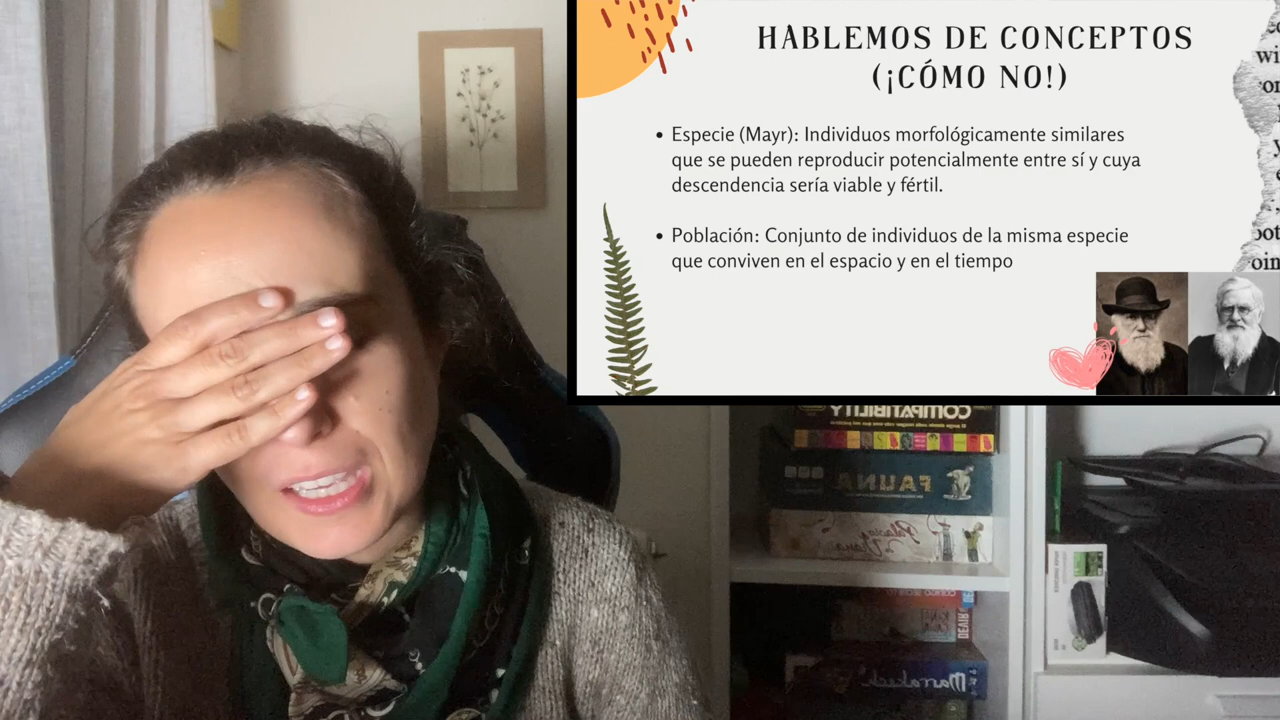 HABLEMOS DE CONCEPTOS
(¡CÓMO NO!)
• Especie (Mayr): Individuos morfológicamente similares
que se pueden reproducir potencialmente entre sí y cuya
descendencia sería viable y fértil.
• Población: Conjunto de individuos de la misma especie
que conviven en el espacio y en el tiempo
COMPATIBILITY
FAUNA
Marrakech